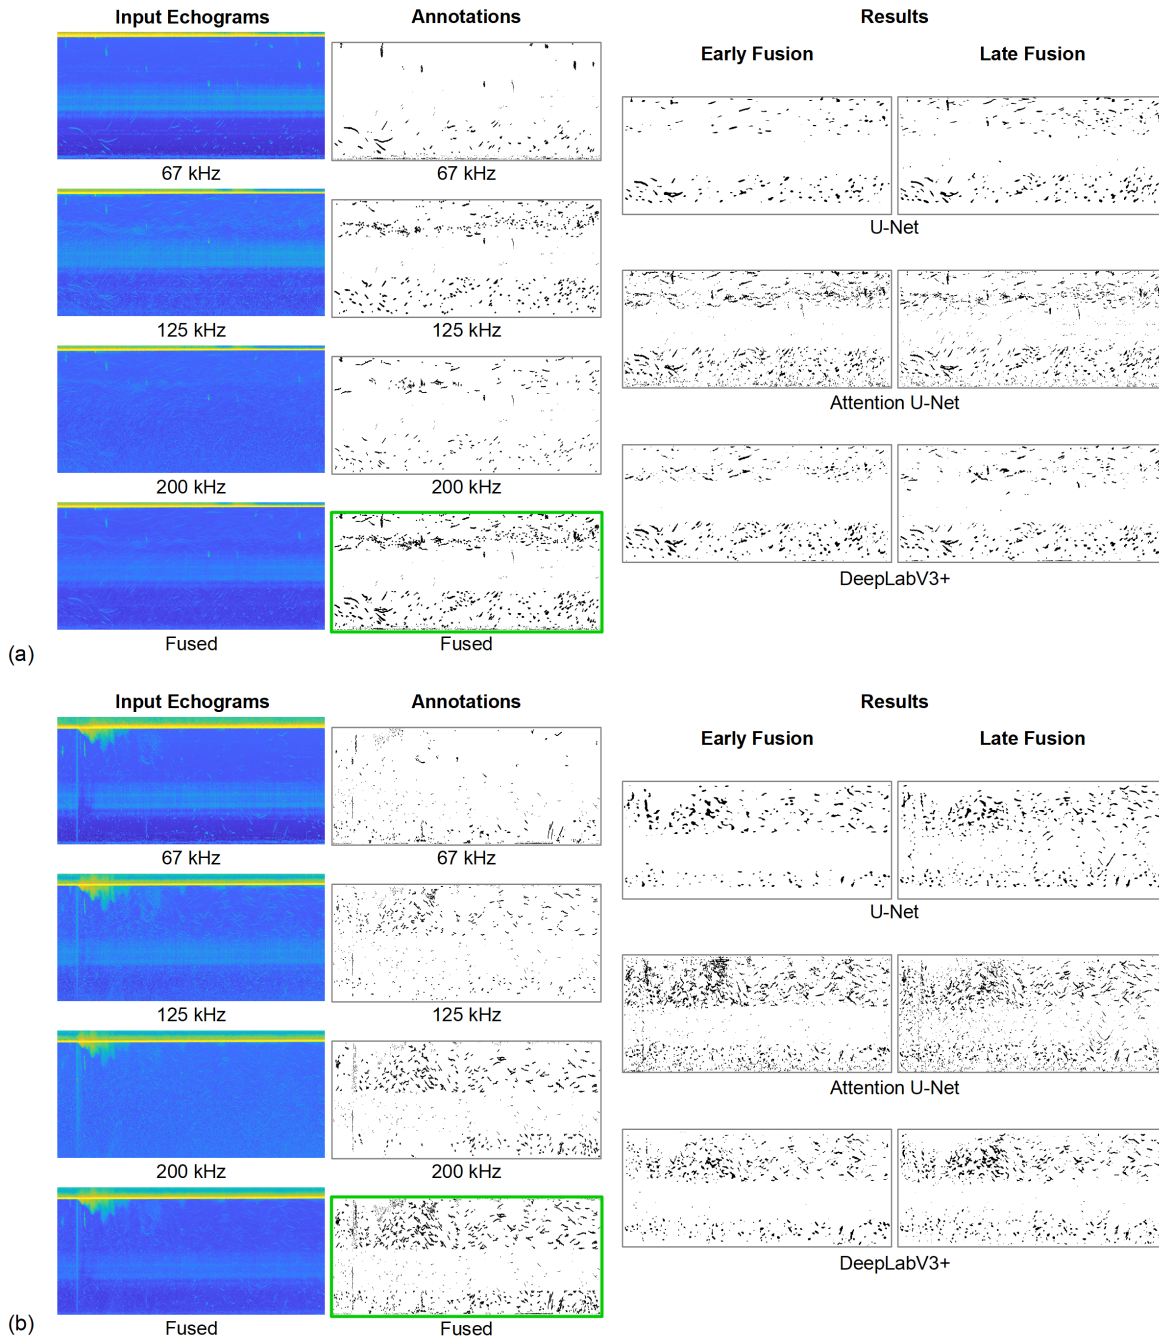 Input Echograms Annotations Results
Early Fusion Late Fusion
67 kHz 67 kHz
U-Net
125 kHz 125 kHz
Attention U-Net
200 kHz 200 kHz
DeepLabV3+
Fused Fused
(a)
Input Echograms Annotations Results
Early Fusion Late Fusion
67 kHz 67 kHz
U-Net
125 kHz 125 kHz
Attention U-Net
200 kHz 200 kHz
DeepLabV3+
Fused Fused
(b)